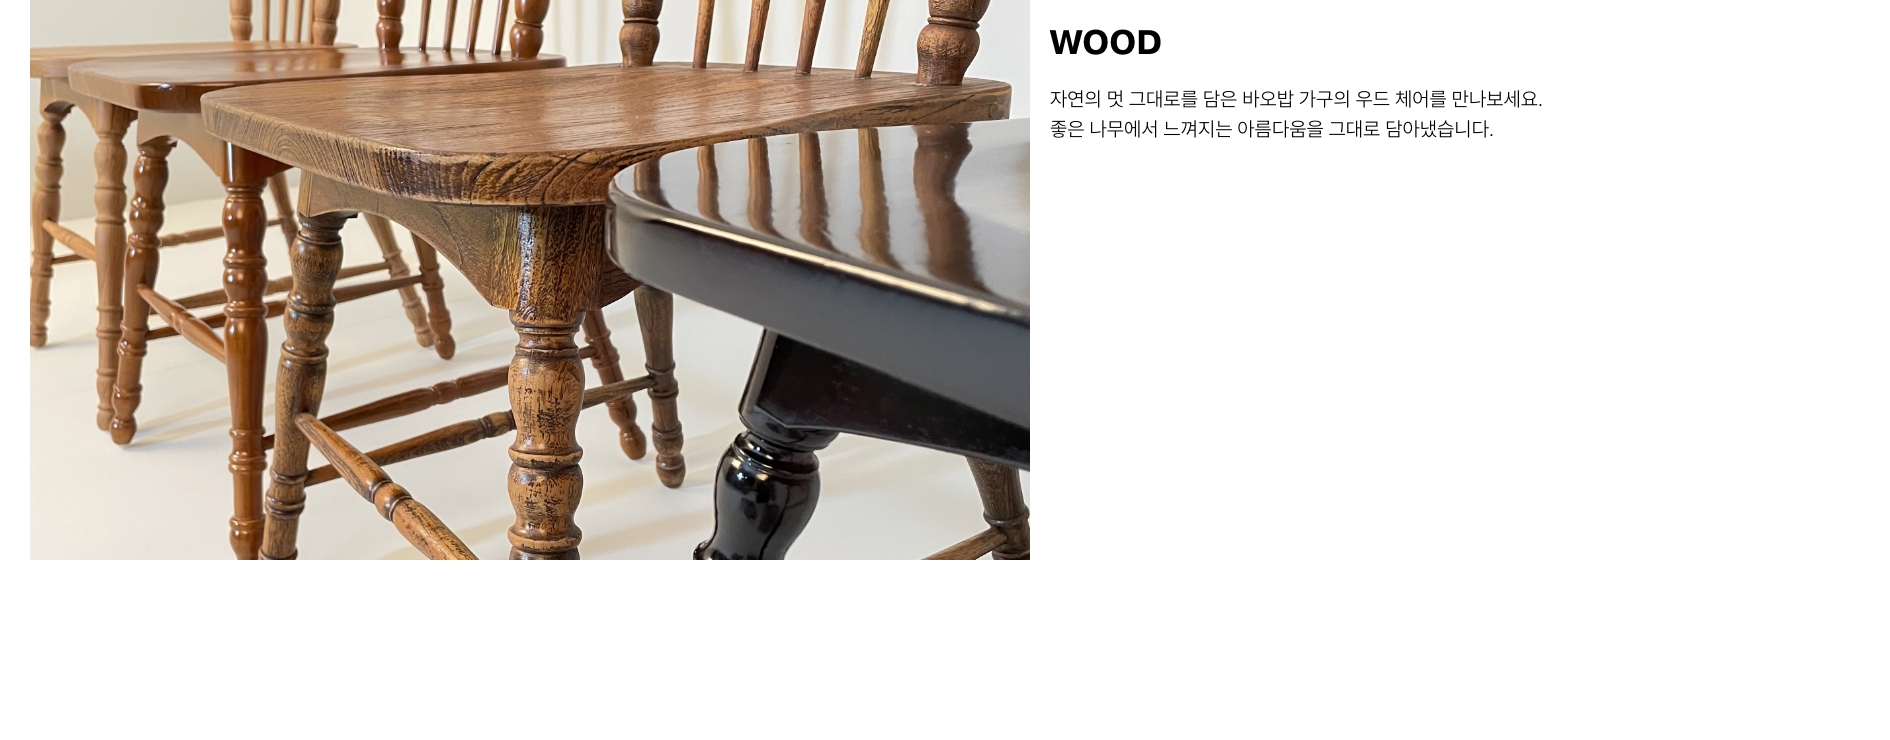 WOOD
자연의 멋 그대로를 담은 바오밥 가구의 우드 체어를 만나보세요.
좋은 나무에서 느껴지는 아름다움을 그대로 담아냈습니다.